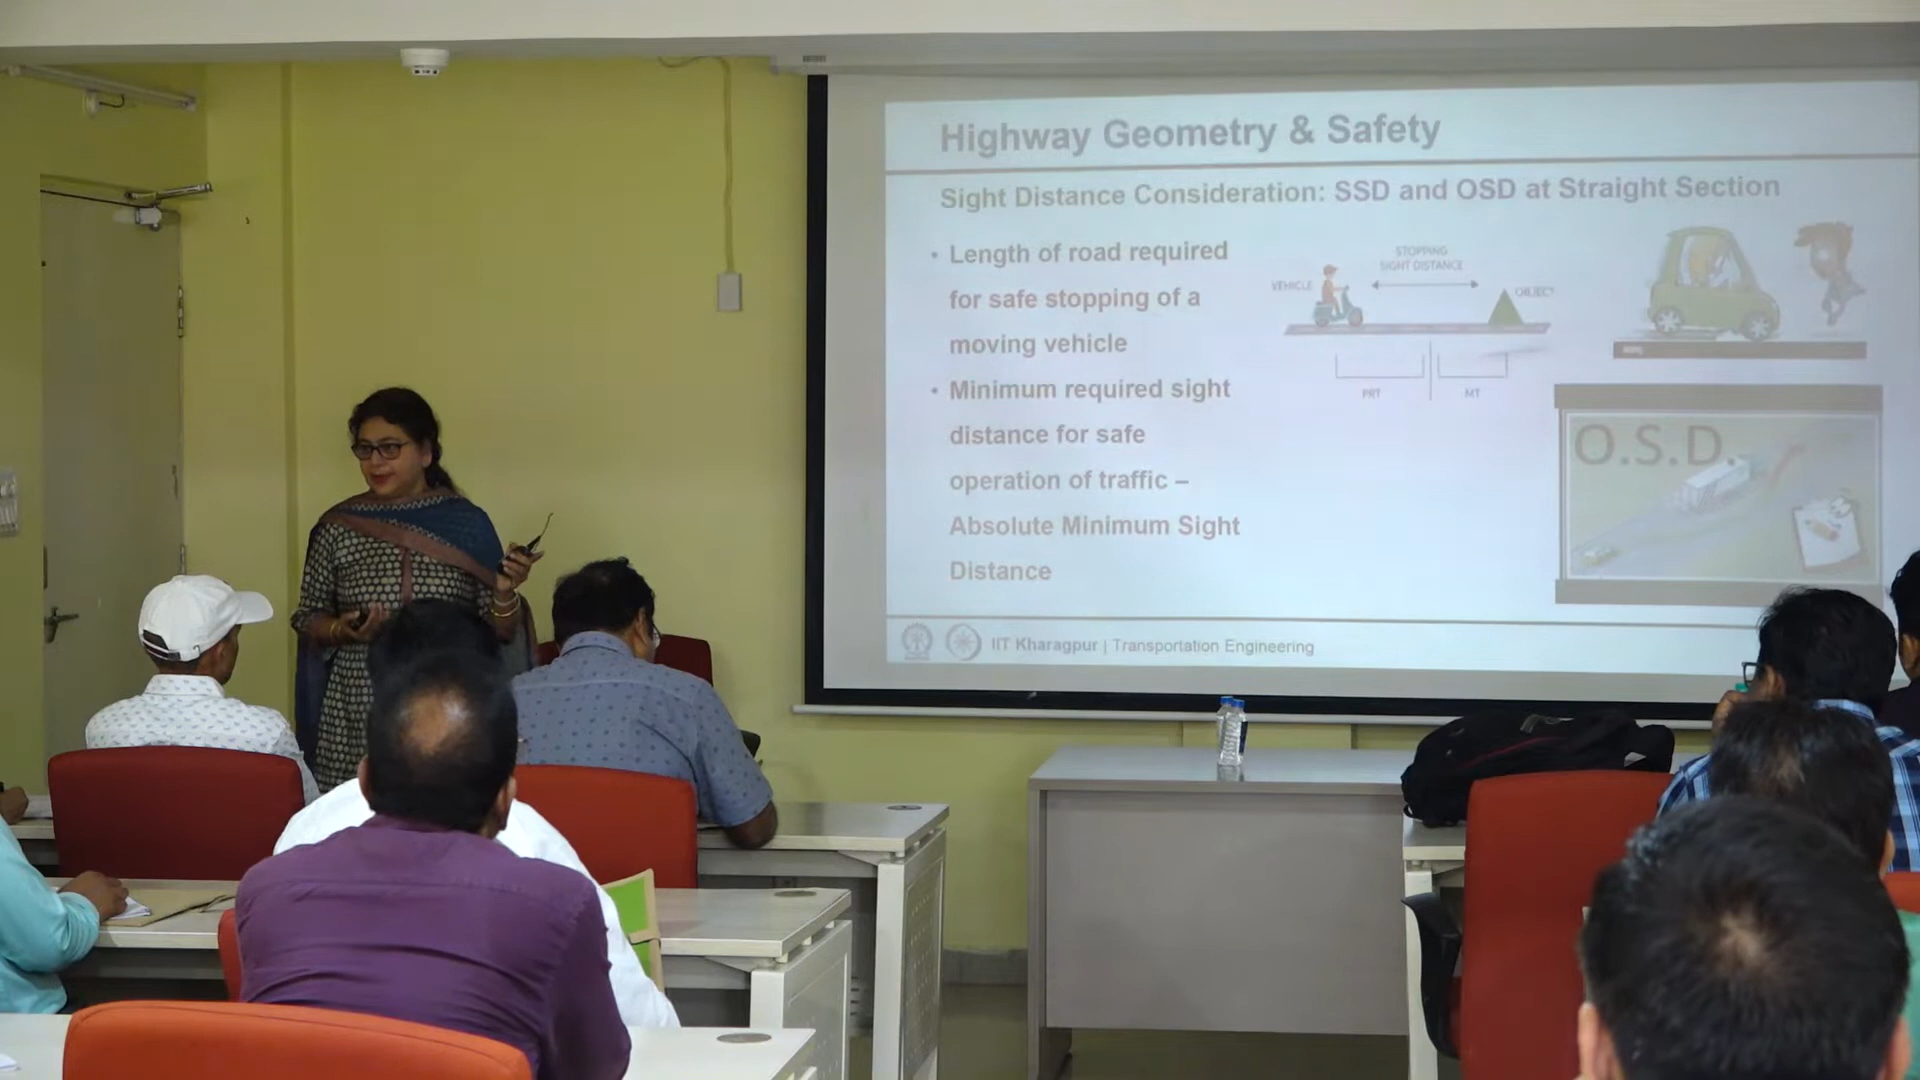 Highway Geometry & Safety
Sight Distance Consideration: SSD and OSD at Straight Section
• Length of road required
for safe stopping of a
moving vehicle
• Minimum required sight
distance for safe
operation of traffic –
Absolute Minimum Sight
Distance
STOPPING
SIGHT DISTANCE
VEHICLE
OBJECT
PRT
MT
O.S.D.
IIT Kharagpur | Transportation Engineering